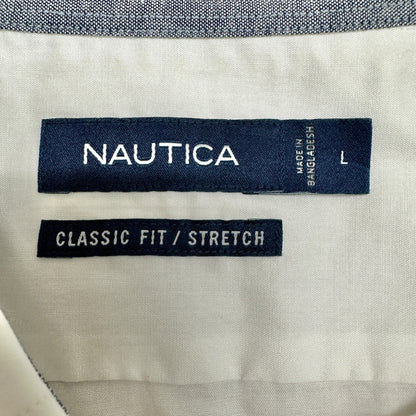 NAUTICA
MADE IN
BANGLADESH
L
CLASSIC FIT / STRETCH